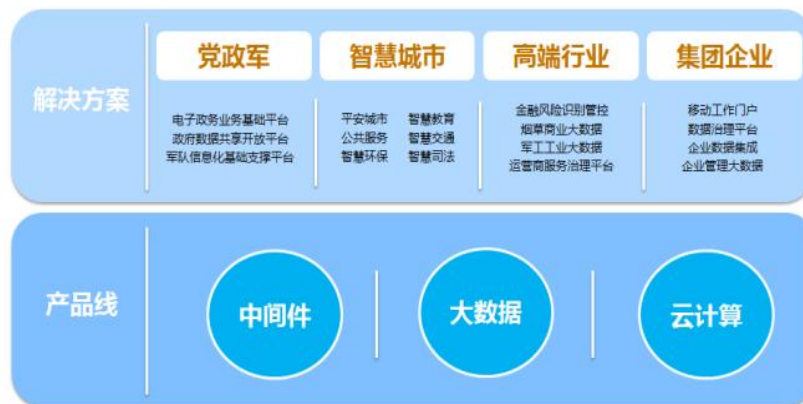 解决方案
党政军
电子政务业务基础平台
政府数据共享开放平台
军队信息化基础支撑平台
智慧城市
平安城市 智慧教育
公共服务 智慧交通
智慧环保 智慧司法
高端行业
金融风险识别管控
烟草商业大数据
军工工业大数据
运营商服务治理平台
集团企业
移动工作门户
数据治理平台
企业数据集成
企业管理大数据
产品线
中间件
大数据
云计算